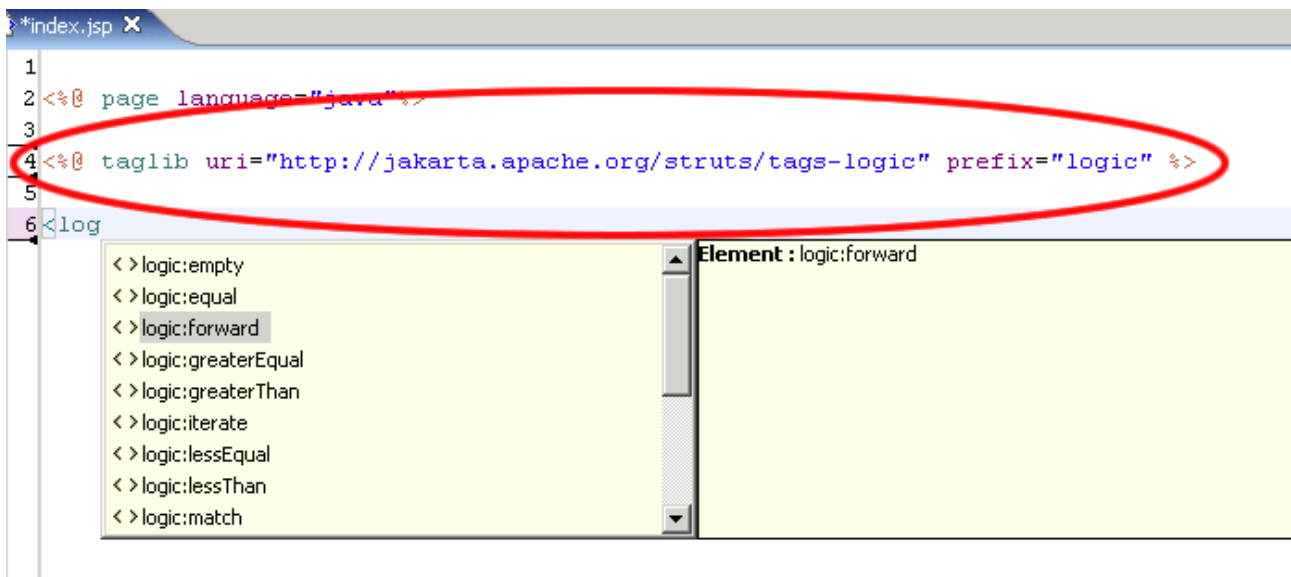 *index.jsp
1
2 <%@ page language="java"%>
3
4 <%@ taglib uri="http://jakarta.apache.org/struts/tags-logic" prefix="logic" %>
5
6 <log
< > logic:empty
< > logic:equal
< > logic:forward
< > logic:greaterEqual
< > logic:greaterThan
< > logic:iterate
< > logic:lessEqual
< > logic:lessThan
< > logic:match
Element : logic:forward